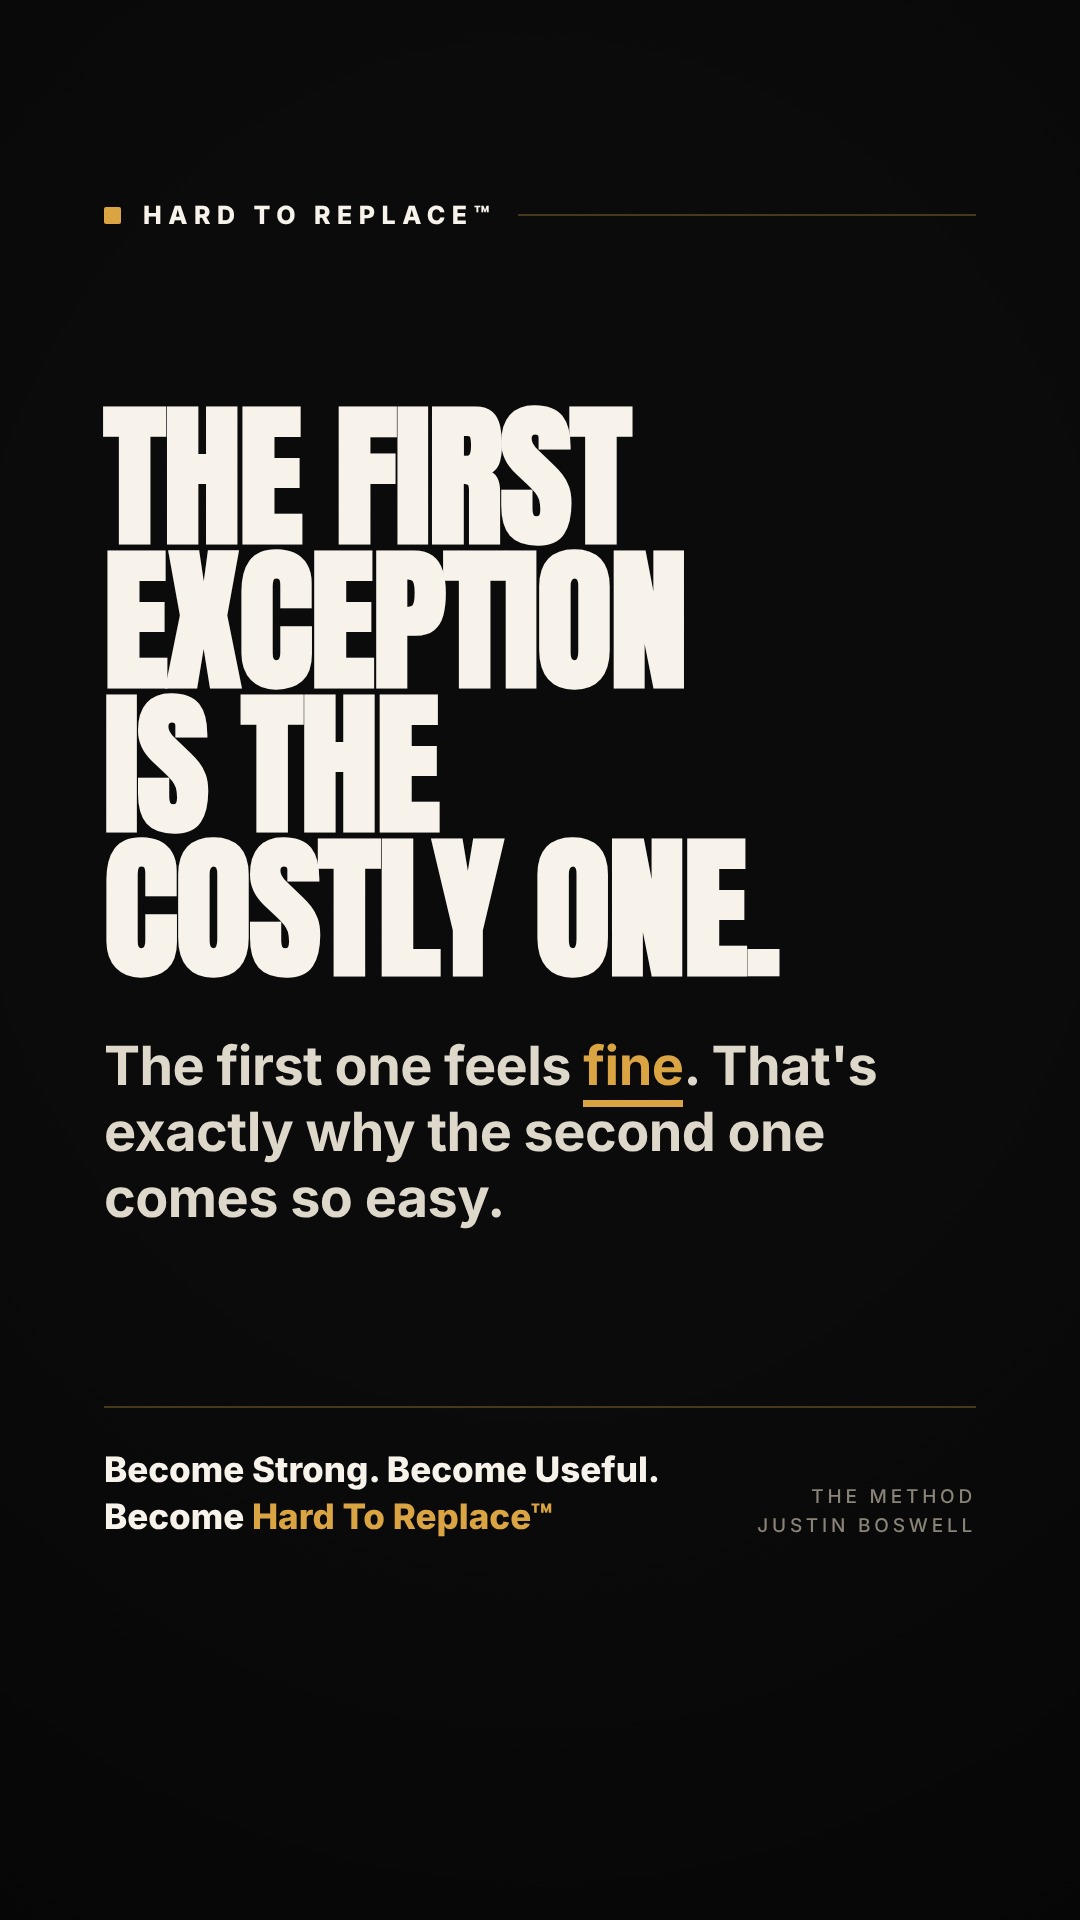 HARD TO REPLACE™
THE FIRST
EXCEPTION
IS THE
COSTLY ONE.
The first one feels fine. That's
exactly why the second one
comes so easy.
Become Strong. Become Useful.
Become Hard To Replace™
THE METHOD
JUSTIN BOSWELL